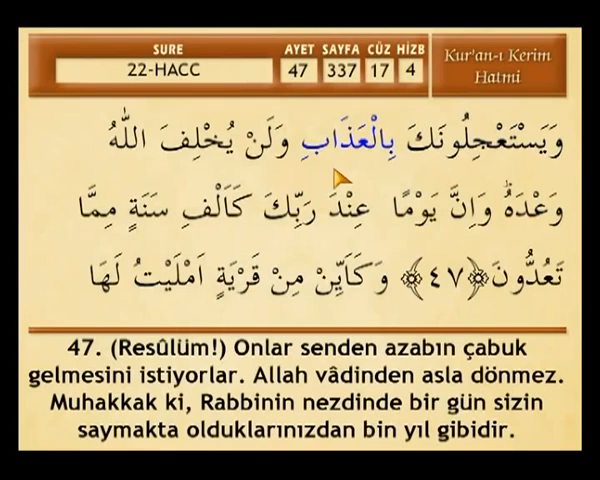 SURE AYET SAYFA CÜZ HİZB
22-HACC 47 337 17 4
Kur'an-ı Kerim
Hatmi
وَيَسْتَعْجِلُونَكَ بِالْعَذَابِ وَلَنْ يُخْلِفَ اللّٰهُ
وَعْدَهُۜ وَاِنَّ يَوْمًا عِنْدَ رَبِّكَ كَاَلْفِ سَنَةٍ مِمَّا
تَعُدُّونَ ﴿٤٧﴾ وَكَاَيِّنْ مِنْ قَرْيَةٍ اَمْلَيْتُ لَهَا
47. (Resûlüm!) Onlar senden azabın çabuk
gelmesini istiyorlar. Allah vâdinden asla dönmez.
Muhakkak ki, Rabbinin nezdinde bir gün sizin
saymakta olduklarınızdan bin yıl gibidir.